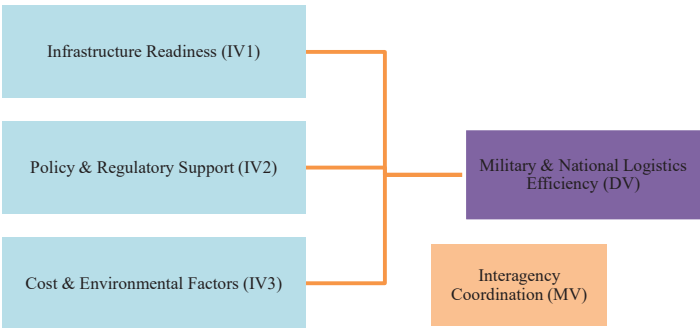 Infrastructure Readiness (IV1)
Policy & Regulatory Support (IV2)
Military & National Logistics
Efficiency (DV)
Cost & Environmental Factors (IV3)
Interagency
Coordination (MV)